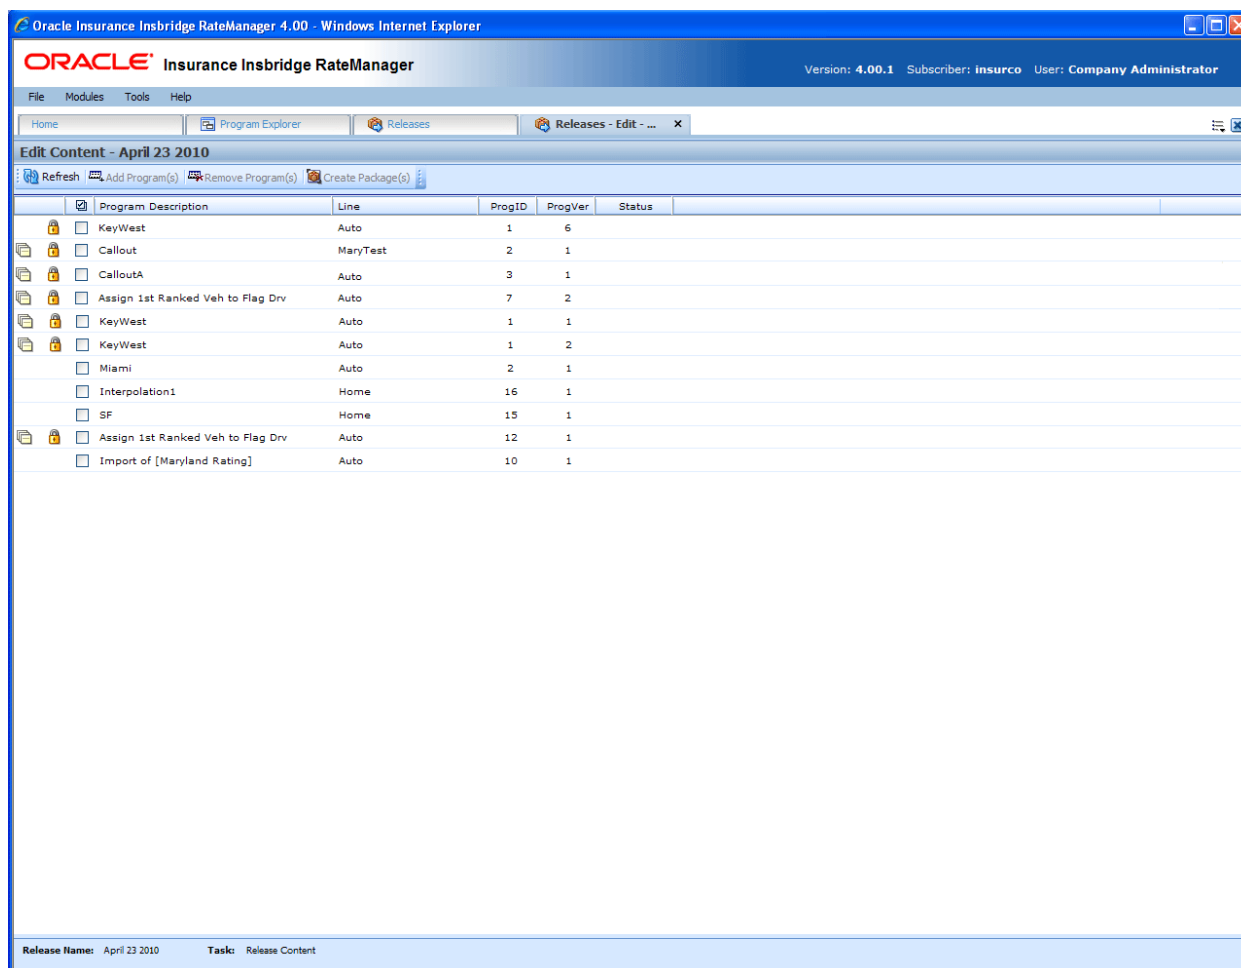 Oracle Insurance Insbridge RateManager 4.00 - Windows Internet Explorer
ORACLE Insurance Insbridge RateManager
Version: 4.00.1 Subscriber: insurco User: Company Administrator
File Modules Tools Help
Home Program Explorer Releases Releases - Edit - ...
Edit Content - April 23 2010
Refresh Add Program(s) Remove Program(s) Create Package(s)
Program Description Line ProgID ProgVer Status
KeyWest Auto 1 6
Callout MaryTest 2 1
CalloutA Auto 3 1
Assign 1st Ranked Veh to Flag Drv Auto 7 2
KeyWest Auto 1 1
KeyWest Auto 1 2
Miami Auto 2 1
Interpolation1 Home 16 1
SF Home 15 1
Assign 1st Ranked Veh to Flag Drv Auto 12 1
Import of [Maryland Rating] Auto 10 1
Release Name: April 23 2010 Task: Release Content